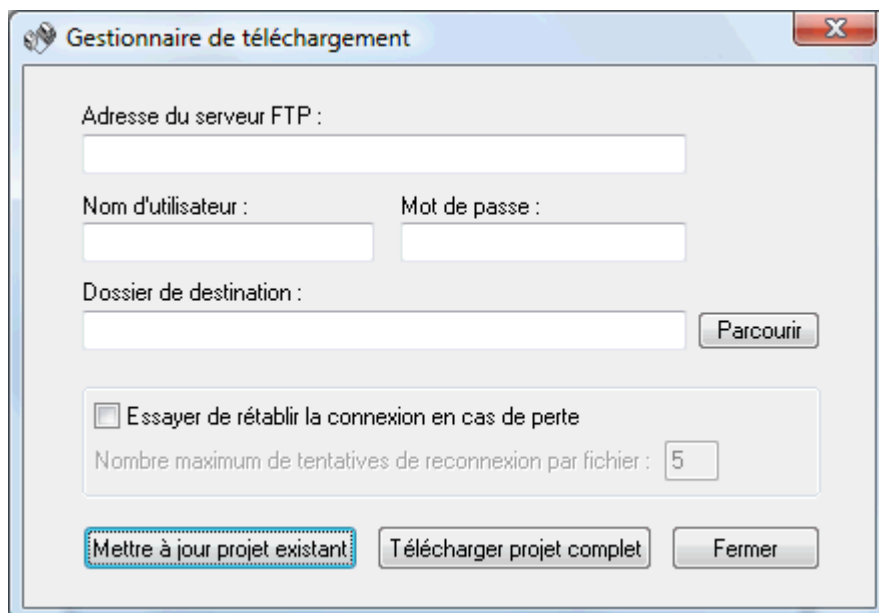 Gestionnaire de téléchargement
Adresse du serveur FTP :
Nom d'utilisateur : Mot de passe :
Dossier de destination :
Parcourir
Essayer de rétablir la connexion en cas de perte
Nombre maximum de tentatives de reconnexion par fichier : 5
Mettre à jour projet existant Télécharger projet complet Fermer